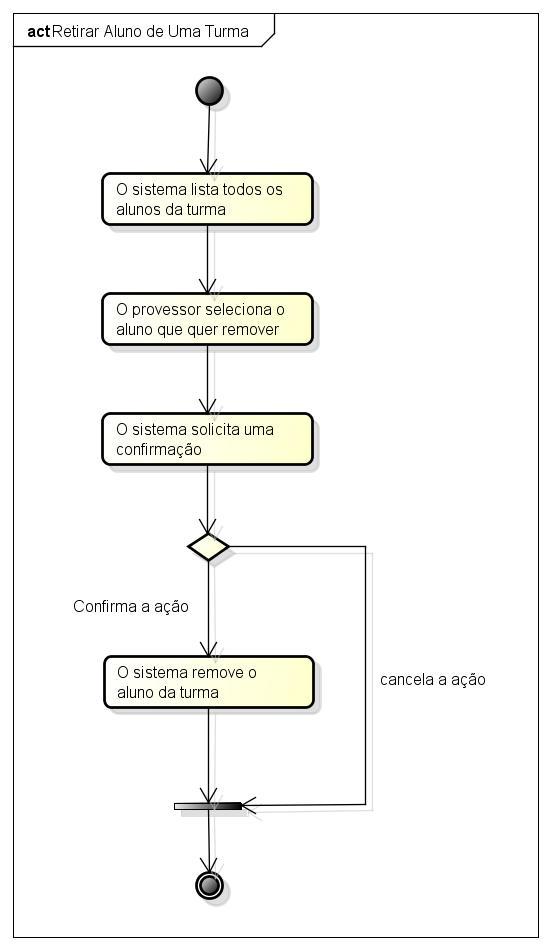 act Retirar Aluno de Uma Turma
O sistema lista todos os
alunos da turma
O provessor seleciona o
aluno que quer remover
O sistema solicita uma
confirmação
Confirma a ação
O sistema remove o
aluno da turma
cancela a ação